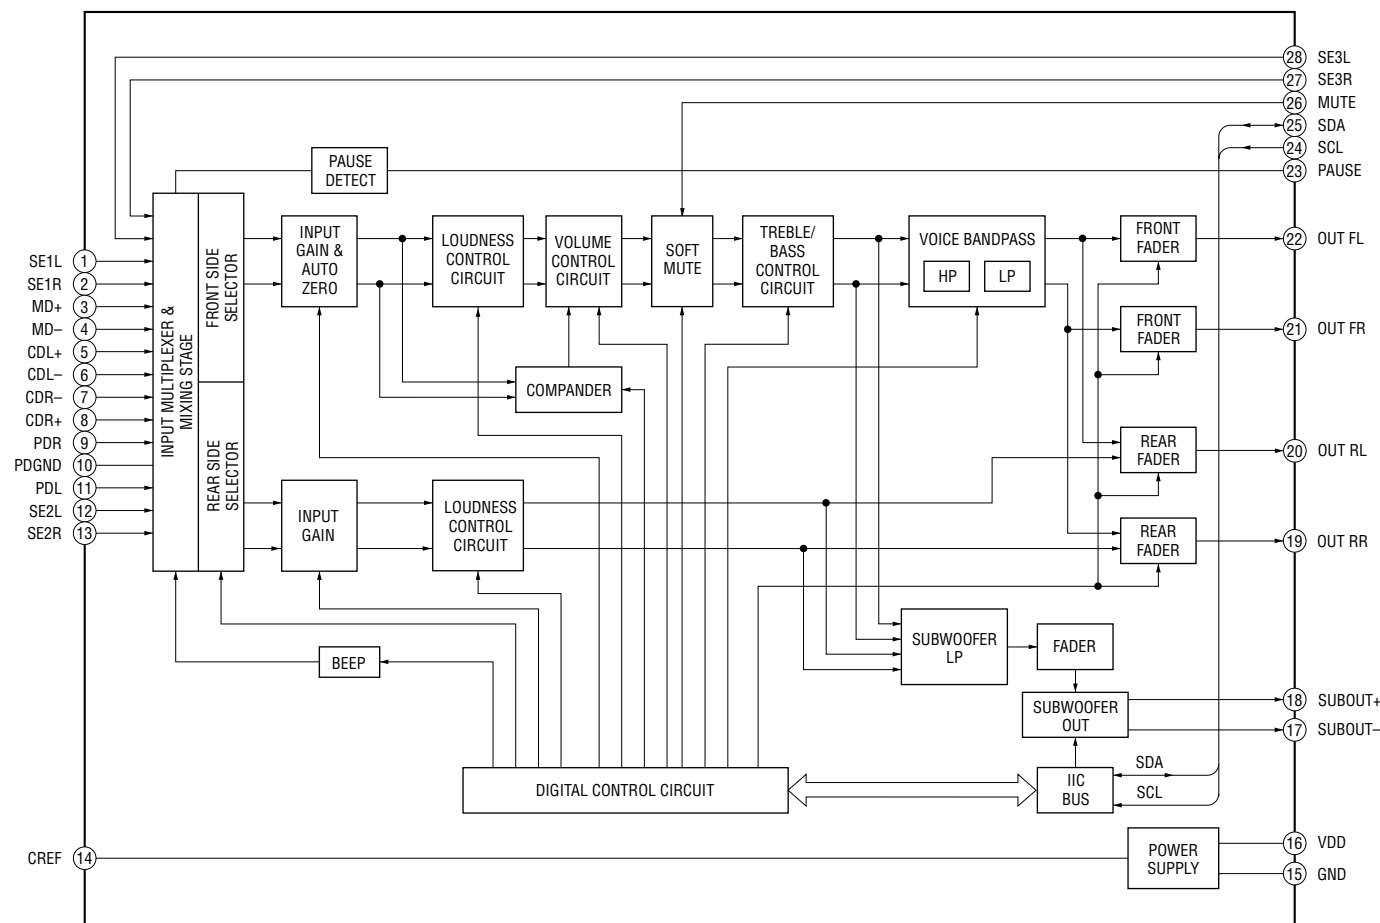 28 SE3L
27 SE3R
26 MUTE
25 SDA
24 SCL
23 PAUSE
PAUSE
DETECT
INPUT MULTIPLEXER &
MIXING STAGE
FRONT SIDE
SELECTOR
REAR SIDE
SELECTOR
INPUT
GAIN &
AUTO
ZERO
LOUDNESS
CONTROL
CIRCUIT
VOLUME
CONTROL
CIRCUIT
SOFT
MUTE
TREBLE/
BASS
CONTROL
CIRCUIT
VOICE BANDPASS
HP
LP
FRONT
FADER
22 OUT FL
FRONT
FADER
21 OUT FR
SE1L 1
SE1R 2
MD+ 3
MD– 4
CDL+ 5
CDL– 6
CDR– 7
CDR+ 8
PDR 9
PDGND 10
PDL 11
SE2L 12
SE2R 13
COMPANDER
REAR
FADER
20 OUT RL
INPUT
GAIN
LOUDNESS
CONTROL
CIRCUIT
REAR
FADER
19 OUT RR
BEEP
SUBWOOFER
LP
FADER
SUBWOOFER
OUT
18 SUBOUT+
17 SUBOUT–
DIGITAL CONTROL CIRCUIT
IIC
BUS
SDA
SCL
CREF 14
POWER
SUPPLY
16 VDD
15 GND